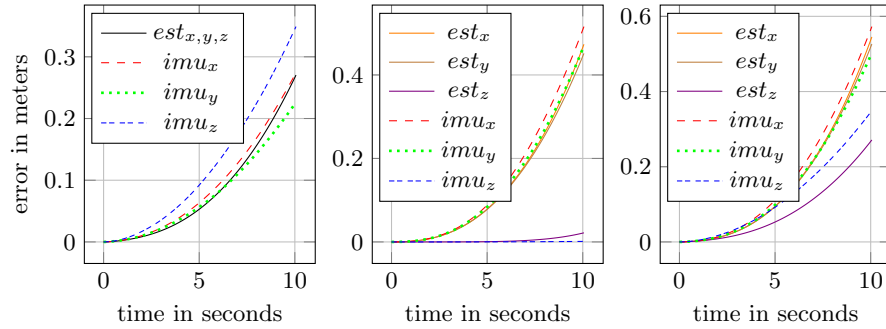 0.3
0.2
0.1
0
error in meters
est_{x,y,z}
imu_x
imu_y
imu_z
0 5 10
time in seconds
0.4
0.2
0
est_x
est_y
est_z
imu_x
imu_y
imu_z
0 5 10
time in seconds
0.6
0.4
0.2
0
est_x
est_y
est_z
imu_x
imu_y
imu_z
0 5 10
time in seconds